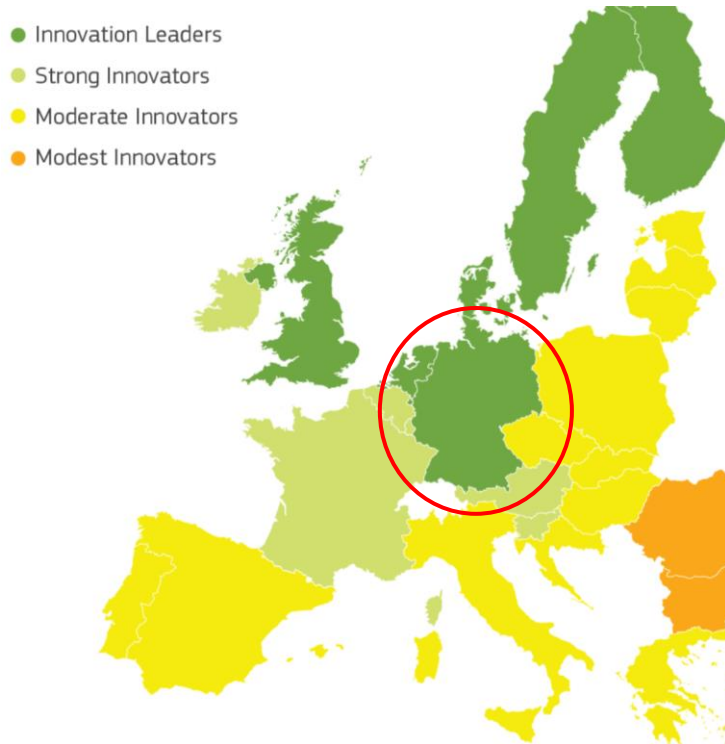 Innovation Leaders
Strong Innovators
Moderate Innovators
Modest Innovators